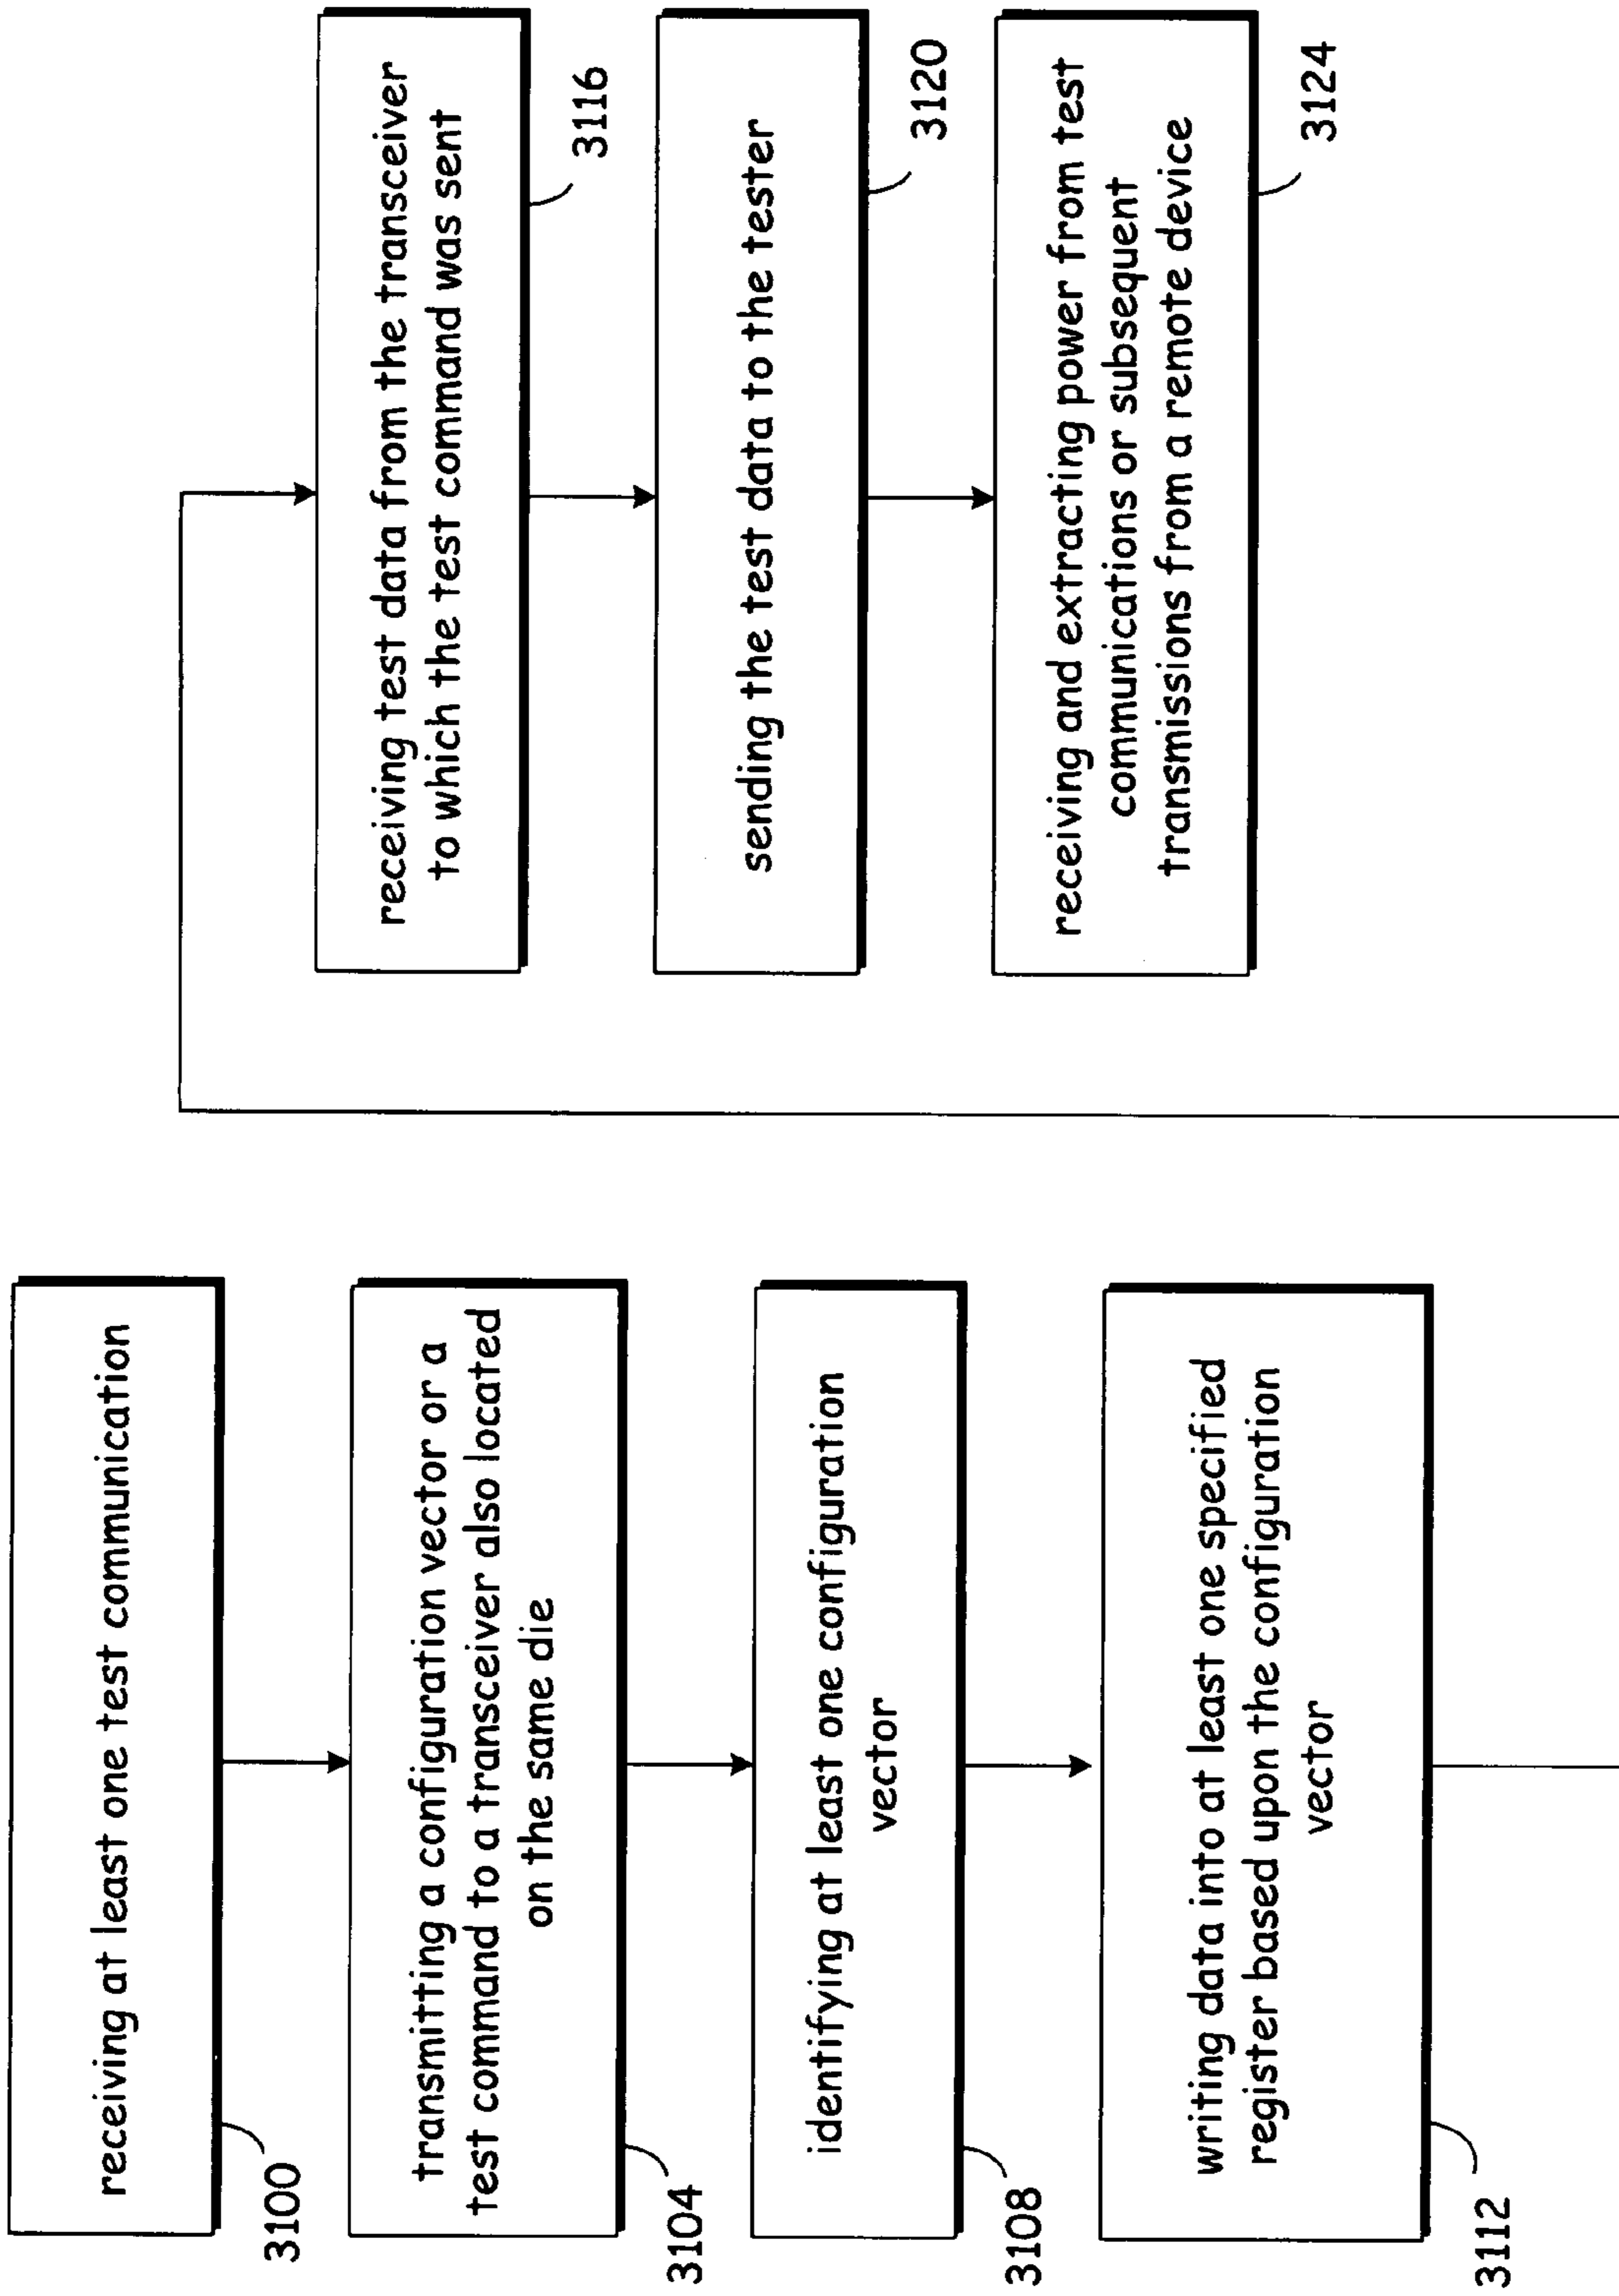 receiving at least one test communication
3100
transmitting a configuration vector or a
test command to a transceiver also located
on the same die
3104
identifying at least one configuration
vector
3108
writing data into at least one specified
register based upon the configuration
vector
3112
receiving test data from the transceiver
to which the test command was sent
3116
sending the test data to the tester
3120
receiving and extracting power from test
communications or subsequent
transmissions from a remote device
3124